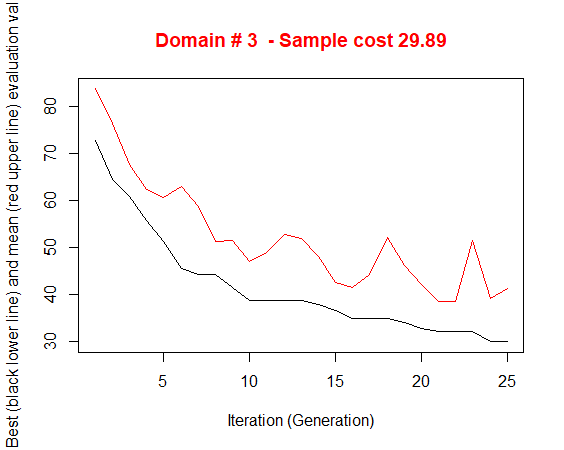 Domain # 3 - Sample cost 29.89
Best (black lower line) and mean (red upper line) evaluation val
80
70
60
50
40
30
5 10 15 20 25
Iteration (Generation)